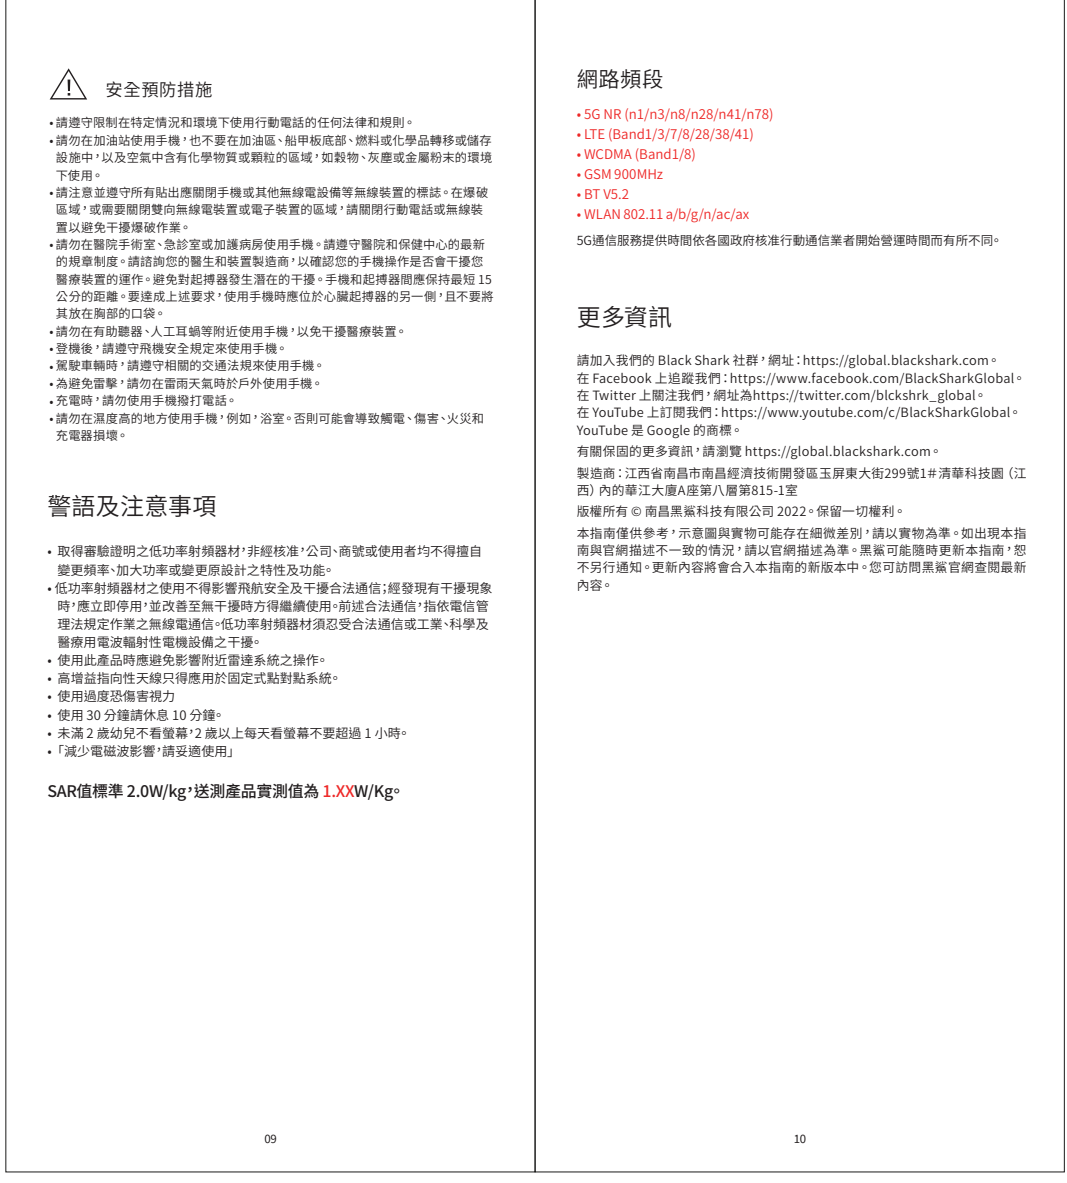 安全預防措施
•請遵守限制在特定情況和環境下使用行動電話的任何法律和規則。
•請勿在加油站使用手機，也不要在加油區、船甲板底部、燃料或化學品轉移或儲存
設施中，以及空氣中含有化學物質或顆粒的區域，如穀物、灰塵或金屬粉末的環境
下使用。
•請注意並遵守所有貼出應關閉手機或其他無線電設備等無線裝置的標誌。在爆破
區域，或需要關閉雙向無線電裝置或電子裝置的區域，請關閉行動電話或無線裝
置以避免干擾爆破作業。
•請勿在醫院手術室、急診室或加護病房使用手機。請遵守醫院和保健中心的最新
的規章制度。請諮詢您的醫生和裝置製造商，以確認您的手機操作是否會干擾您
醫療裝置的運作。避免對起搏器發生潛在的干擾。手機和起搏器間應保持最短 15
公分的距離。要達成上述要求，使用手機時應位於心臟起搏器的另一側，且不要將
其放在胸部的口袋。
•請勿在有助聽器、人工耳蝸等附近使用手機，以免干擾醫療裝置。
•登機後，請遵守飛機安全規定來使用手機。
•駕駛車輛時，請遵守相關的交通法規來使用手機。
•為避免雷擊，請勿在雷雨天氣時於戶外使用手機。
•充電時，請勿使用手機撥打電話。
•請勿在濕度高的地方使用手機，例如，浴室。否則可能會導致觸電、傷害、火災和
充電器損壞。
警語及注意事項
• 取得審驗證明之低功率射頻器材，非經核准，公司、商號或使用者均不得擅自
變更頻率、加大功率或變更原設計之特性及功能。
•低功率射頻器材之使用不得影響飛航安全及干擾合法通信；經發現有干擾現象
時，應立即停用，並改善至無干擾時方得繼續使用。前述合法通信，指依電信管
理法規定作業之無線電通信。低功率射頻器材須忍受合法通信或工業、科學及
醫療用電波輻射性電機設備之干擾。
• 使用此產品時應避免影響附近雷達系統之操作。
• 高增益指向性天線只得應用於固定式點對點系統。
• 使用過度恐傷害視力
• 使用 30 分鐘請休息 10 分鐘。
• 未滿 2 歲幼兒不看螢幕，2 歲以上每天看螢幕不要超過 1 小時。
•「減少電磁波影響，請妥適使用」
SAR值標準 2.0W/kg，送測產品實測值為 1.XXW/Kg。
09
網路頻段
• 5G NR (n1/n3/n8/n28/n41/n78)
• LTE (Band1/3/7/8/28/38/41)
• WCDMA (Band1/8)
• GSM 900MHz
• BT V5.2
• WLAN 802.11 a/b/g/n/ac/ax
5G通信服務提供時間依各國政府核准行動通信業者開始營運時間而有所不同。
更多資訊
請加入我們的 Black Shark 社群，網址：https://global.blackshark.com。
在 Facebook 上追蹤我們：https://www.facebook.com/BlackSharkGlobal。
在 Twitter 上關注我們，網址為https://twitter.com/blckshrk_global。
在 YouTube 上訂閱我們：https://www.youtube.com/c/BlackSharkGlobal。
YouTube 是 Google 的商標。
有關保固的更多資訊，請瀏覽 https://global.blackshark.com。
製造商：江西省南昌市南昌經濟技術開發區玉屏東大街299號1#清華科技園（江
西）內的華江大廈A座第八層第815-1室
版權所有 © 南昌黑鯊科技有限公司 2022。保留一切權利。
本指南僅供參考，示意圖與實物可能存在細微差別，請以實物為準。如出現本指
南與官網描述不一致的情況，請以官網描述為準。黑鯊可能隨時更新本指南，恕
不另行通知。更新內容將會合入本指南的新版本中。您可訪問黑鯊官網查閱最新
內容。
10